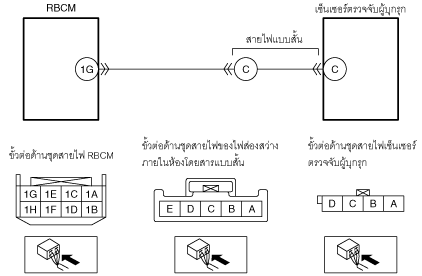 RBCM
เซ็นเซอร์ตรวจจับผู้บุกรุก
สายไฟแบบสั้น
1G
C
C
ขั้วต่อด้านชุดสายไฟ RBCM
ขั้วต่อด้านชุดสายไฟของไฟส่องสว่าง
ภายในห้องโดยสารแบบสั้น
ขั้วต่อด้านชุดสายไฟเซ็นเซอร์
ตรวจจับผู้บุกรุก
1G 1E 1C 1A
1H 1F 1D 1B
E D C B A
D C B A